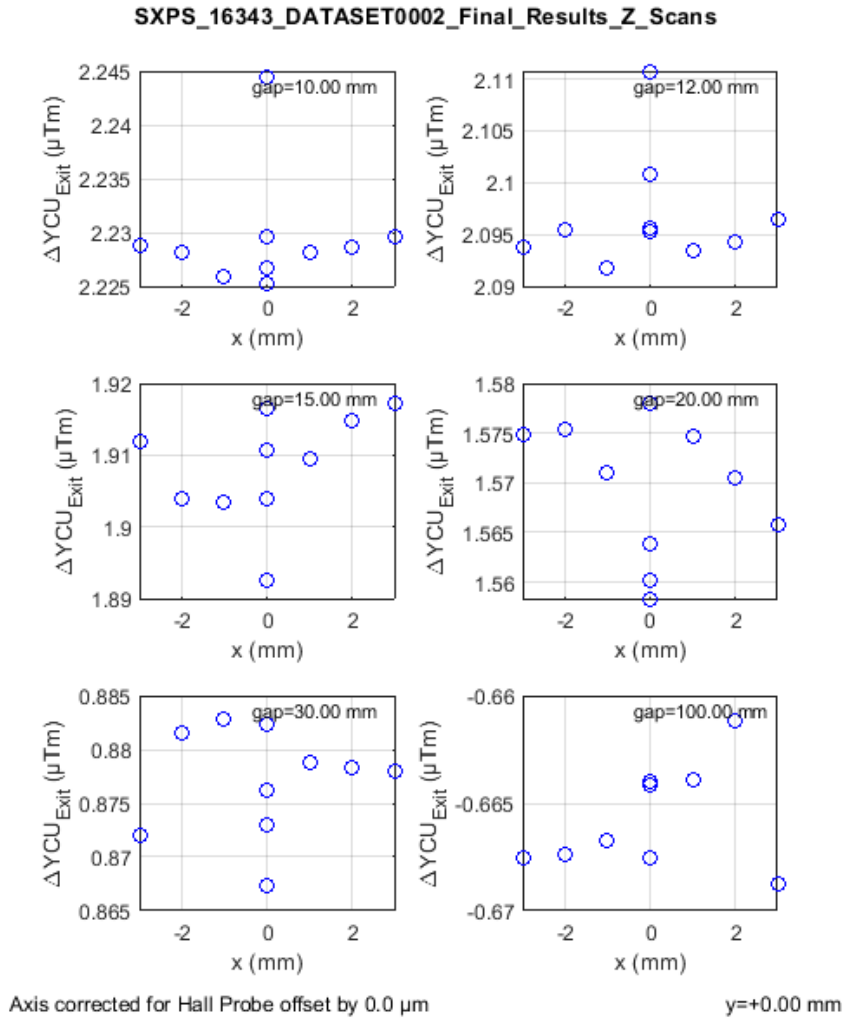 SXPS_16343_DATASET0002_Final_Results_Z_Scans
gap=10.00 mm
2.245
2.24
2.235
2.23
2.225
ΔYCU_Exit (µTm)
-2 0 2
x (mm)
gap=12.00 mm
2.11
2.105
2.1
2.095
2.09
ΔYCU_Exit (µTm)
-2 0 2
x (mm)
gap=15.00 mm
1.92
1.91
1.9
1.89
ΔYCU_Exit (µTm)
-2 0 2
x (mm)
gap=20.00 mm
1.58
1.575
1.57
1.565
1.56
ΔYCU_Exit (µTm)
-2 0 2
x (mm)
gap=30.00 mm
0.885
0.88
0.875
0.87
0.865
ΔYCU_Exit (µTm)
-2 0 2
x (mm)
gap=100.00 mm
-0.66
-0.665
-0.67
ΔYCU_Exit (µTm)
-2 0 2
x (mm)
Axis corrected for Hall Probe offset by 0.0 µm
y=+0.00 mm